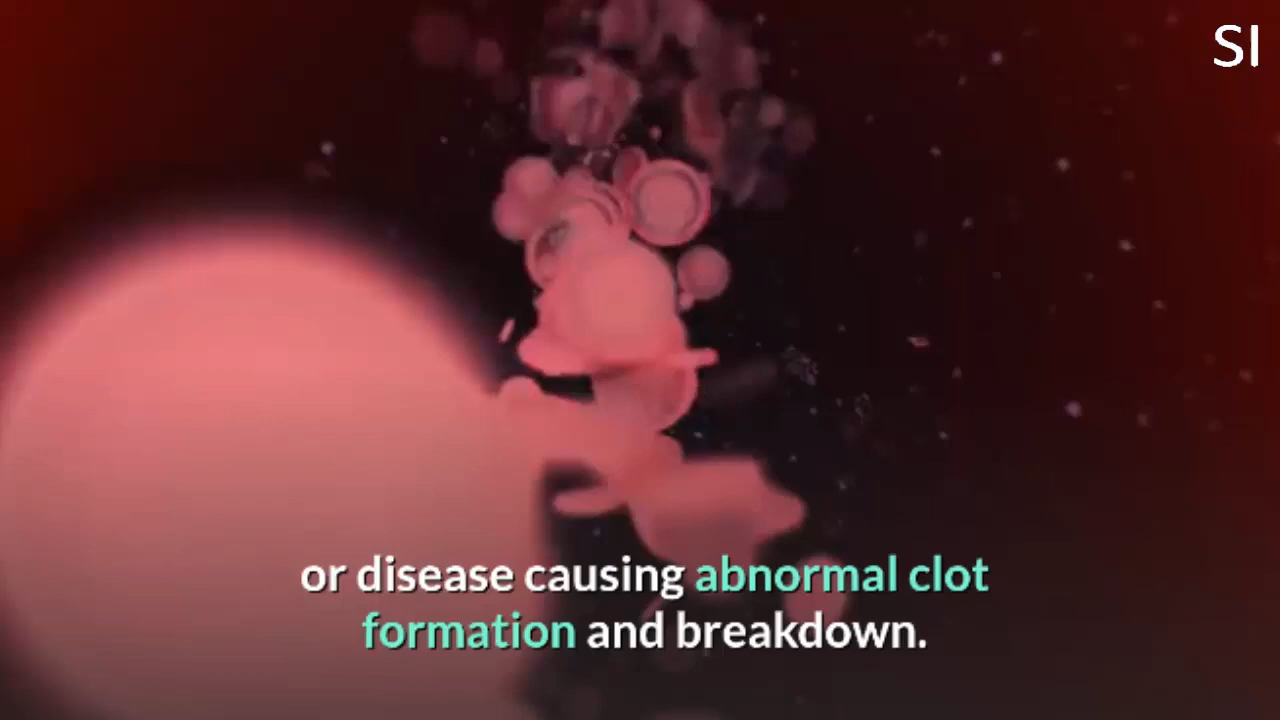 SI
or disease causing abnormal clot
formation and breakdown.